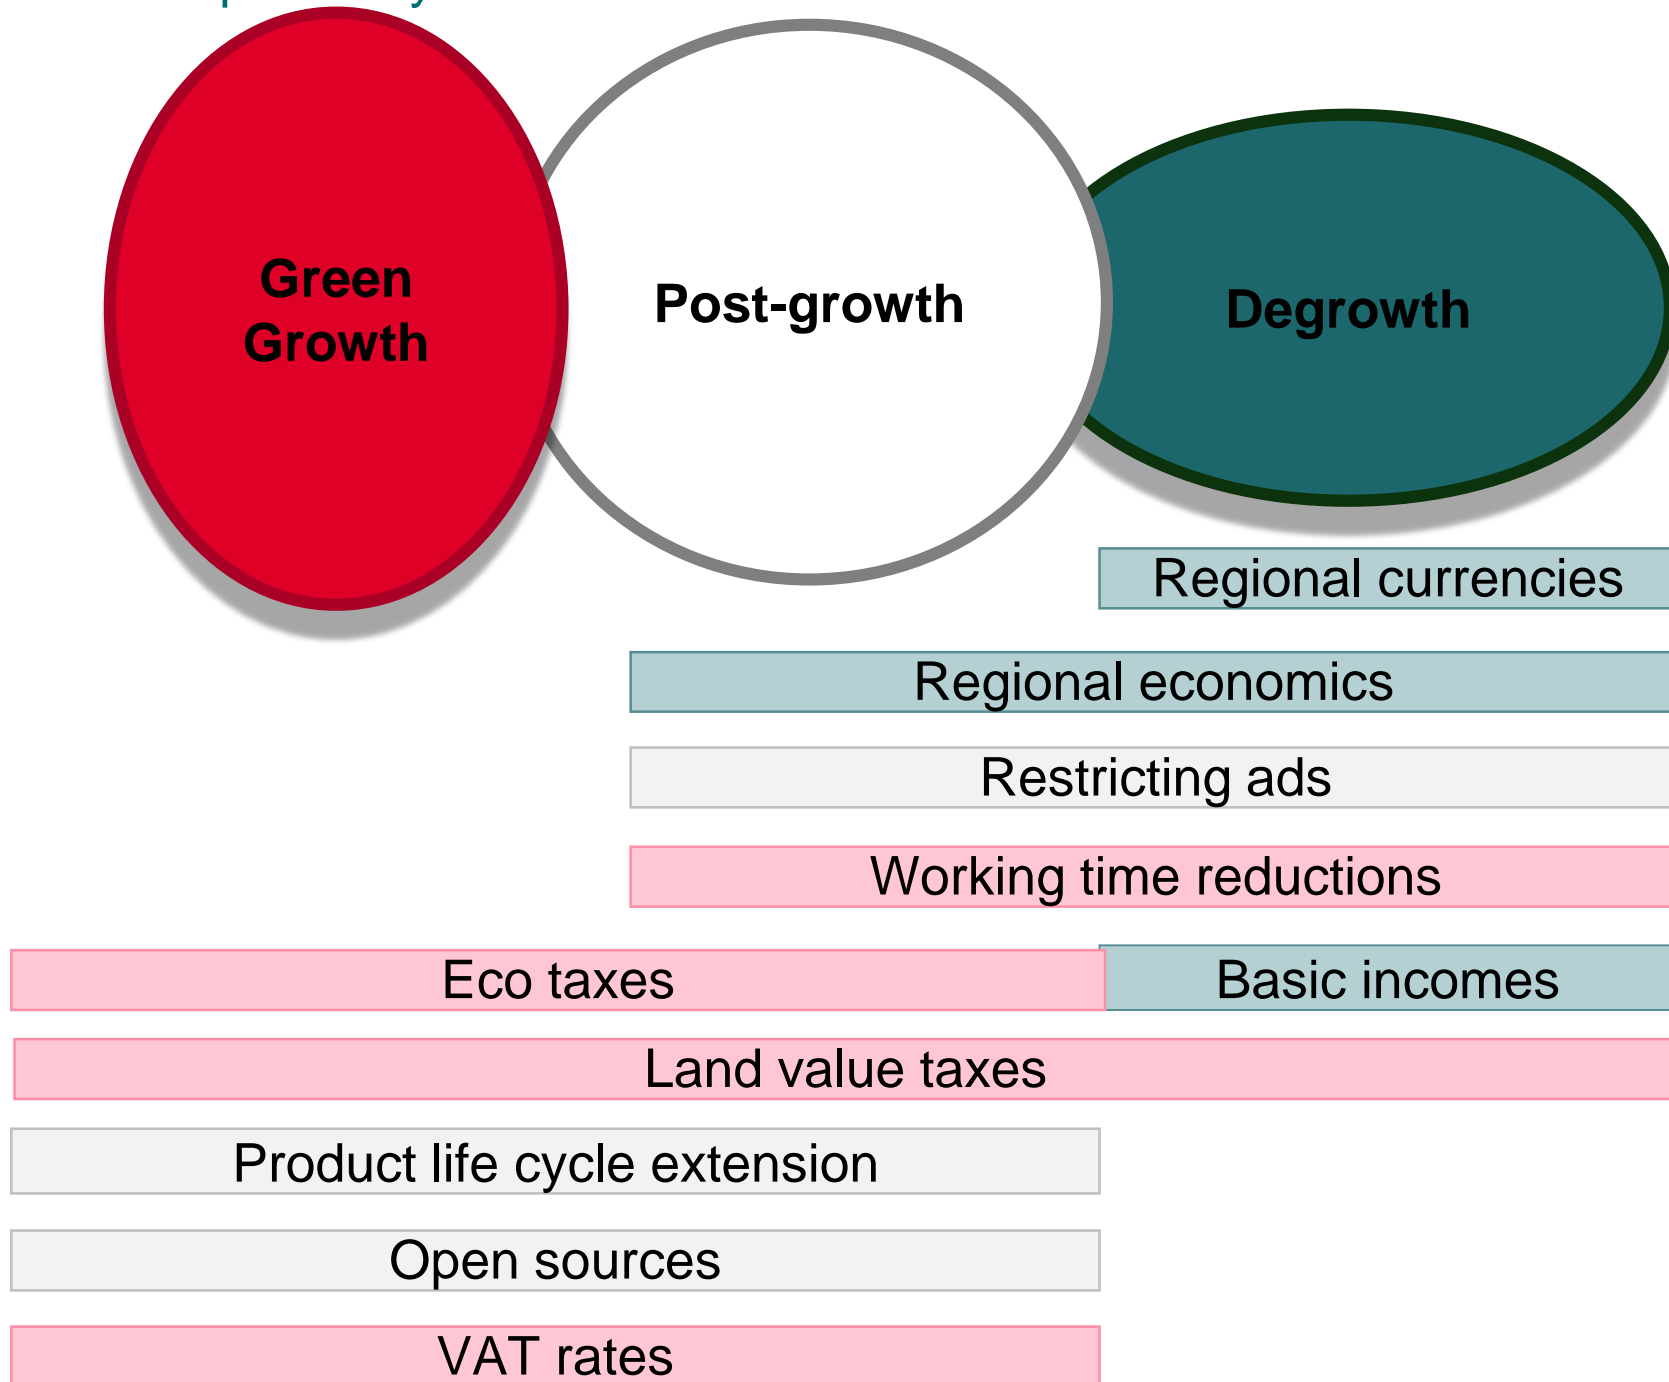 Green
Growth
Post-growth
Degrowth
Regional currencies
Regional economics
Restricting ads
Working time reductions
Eco taxes
Basic incomes
Land value taxes
Product life cycle extension
Open sources
VAT rates